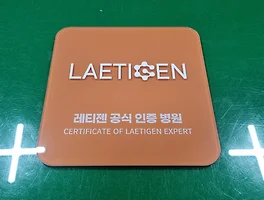 LAETIGEN
레티젠 공식 인증 병원
CERTIFICATE OF LAETIGEN EXPERT